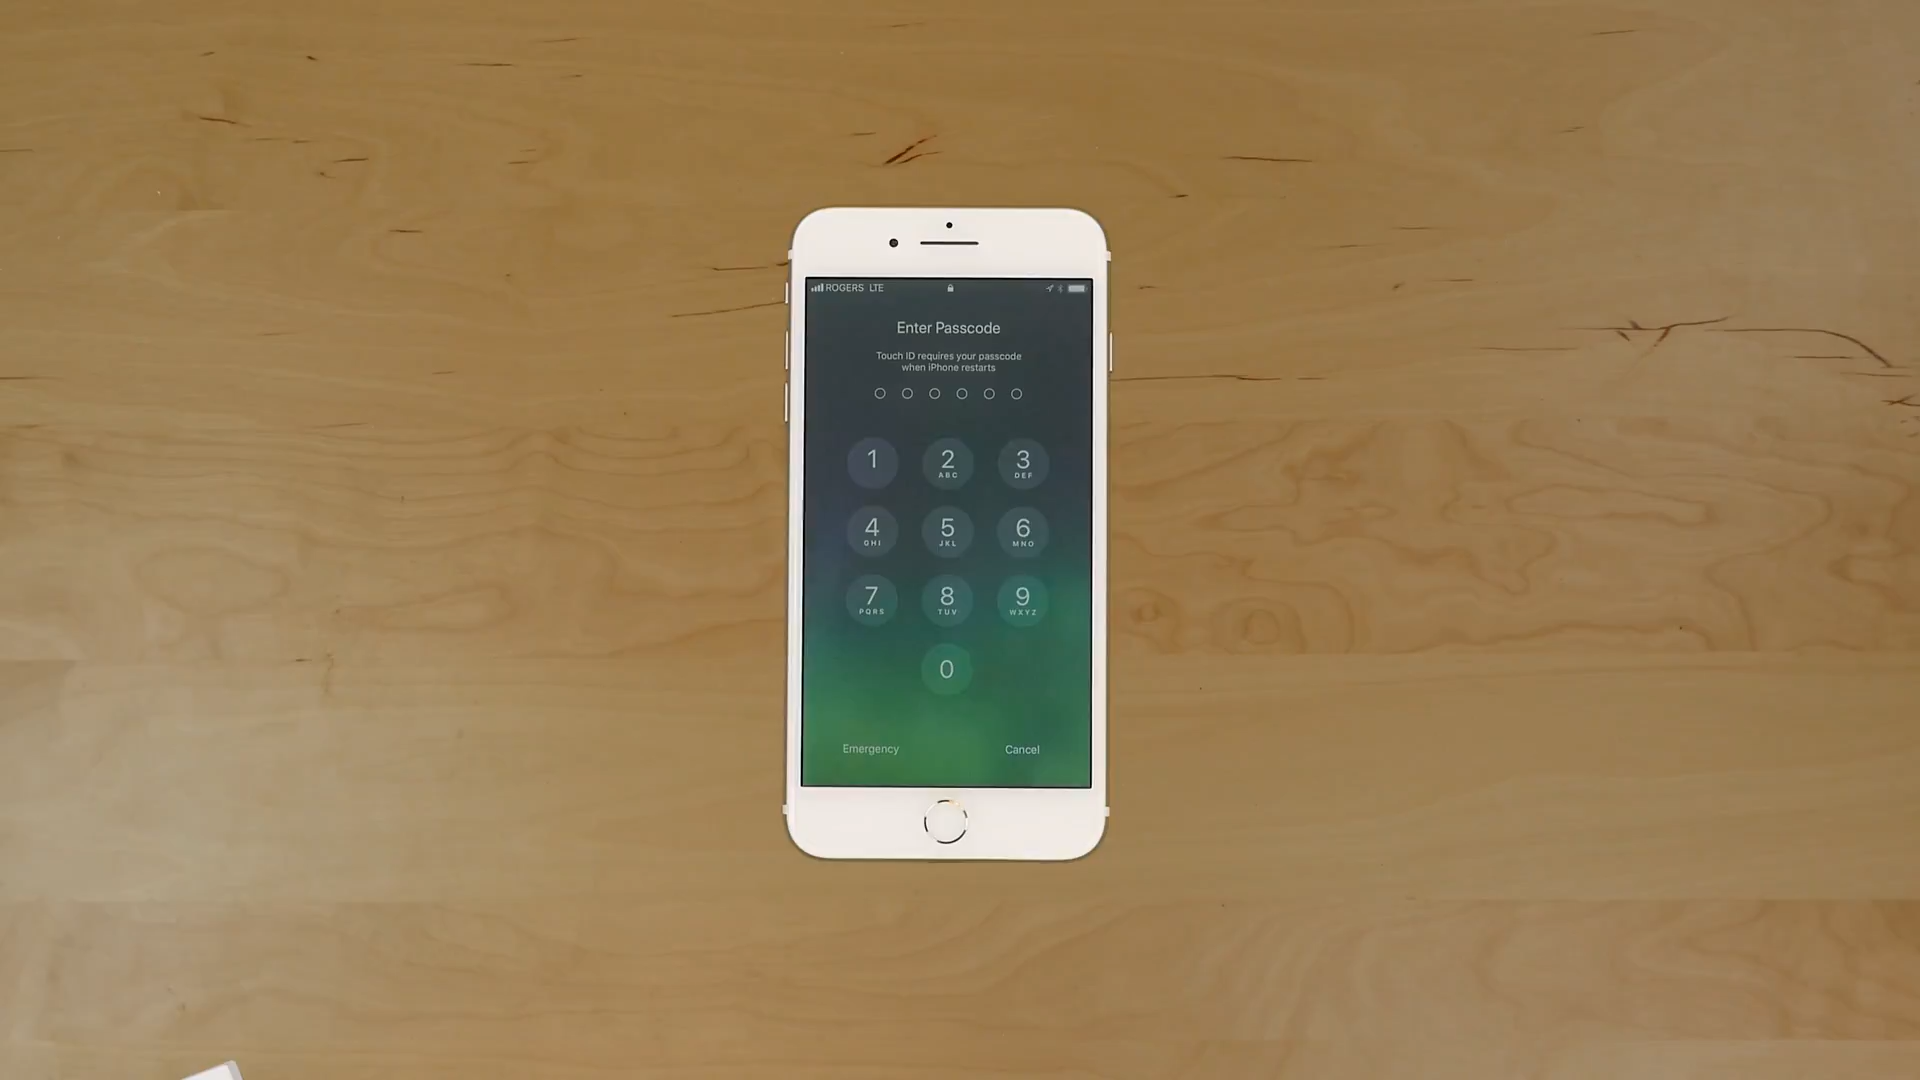 ROGERS LTE
Enter Passcode
Touch ID requires your passcode
when iPhone restarts
1 2 3
ABC DEF
4 5 6
GHI JKL MNO
7 8 9
PQRS TUV WXYZ
0
Emergency Cancel